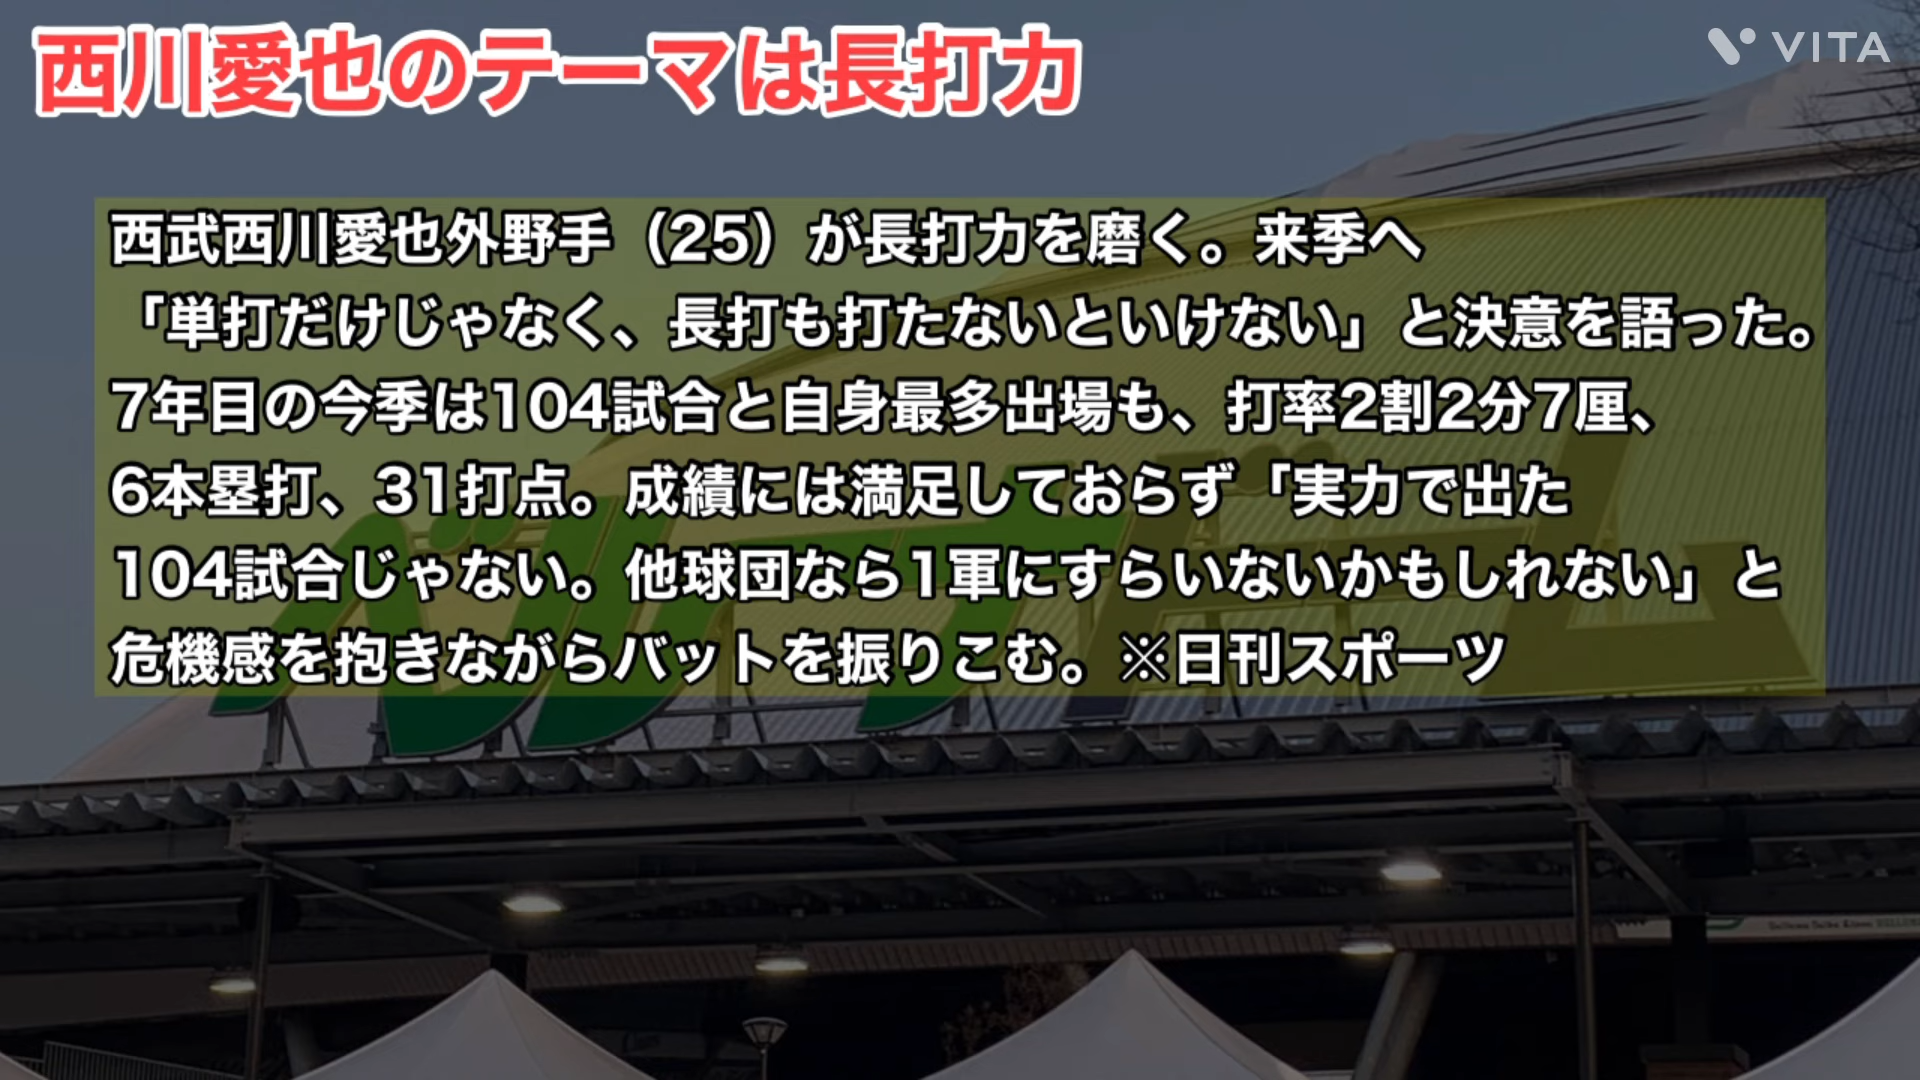 西川愛也のテーマは長打力
VITA
西武西川愛也外野手（25）が長打力を磨く。来季へ
「単打だけじゃなく、長打も打たないといけない」と決意を語った。
7年目の今季は104試合と自身最多出場も、打率2割2分7厘、
6本塁打、31打点。成績には満足しておらず「実力で出た
104試合じゃない。他球団なら1軍にすらいないかもしれない」と
危機感を抱きながらバットを振りこむ。※日刊スポーツ
ベルーナドーム